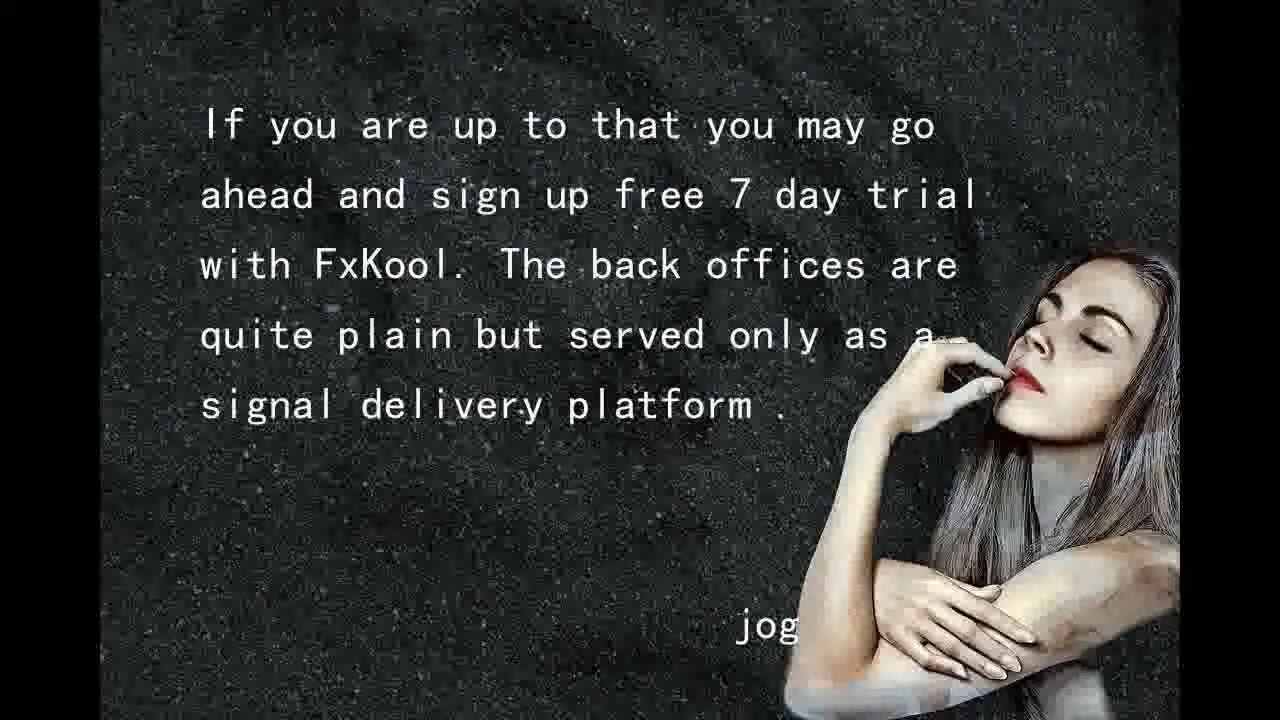 If you are up to that you may go
ahead and sign up free 7 day trial
with FxKool. The back offices are
quite plain but served only as a
signal delivery platform .
jog